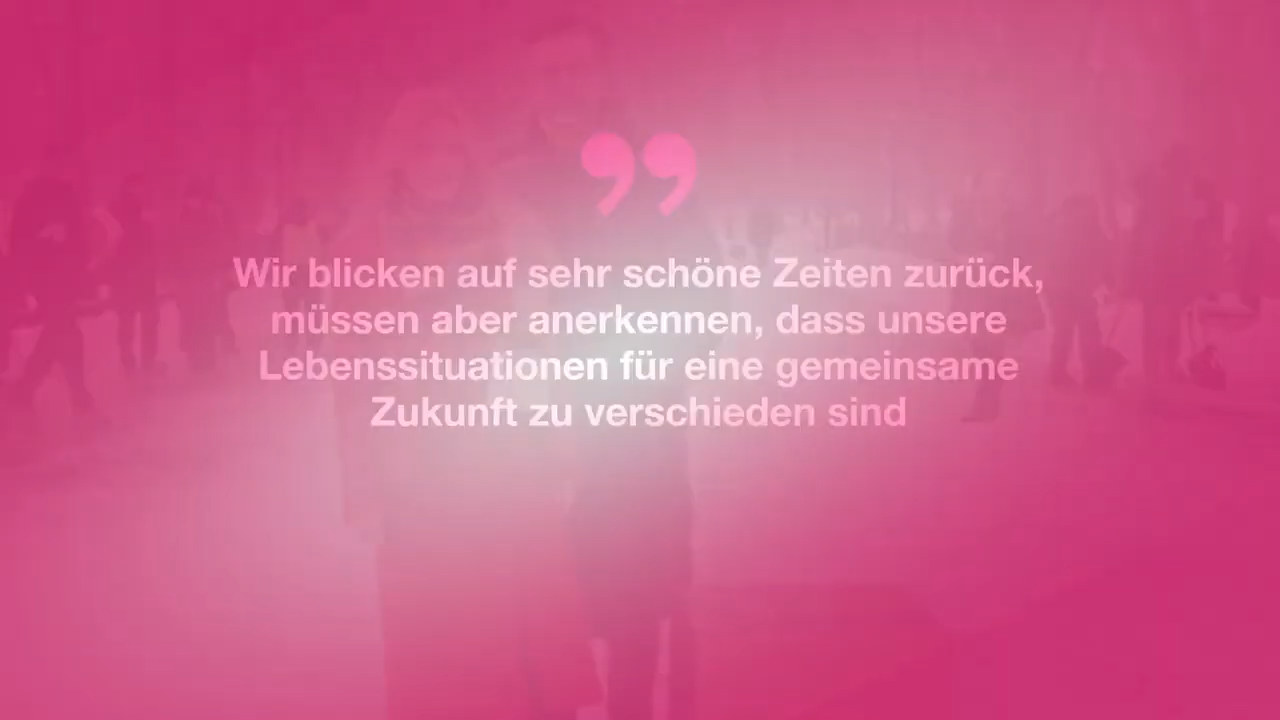 ”
Wir blicken auf sehr schöne Zeiten zurück,
müssen aber anerkennen, dass unsere
Lebenssituationen für eine gemeinsame
Zukunft zu verschieden sind